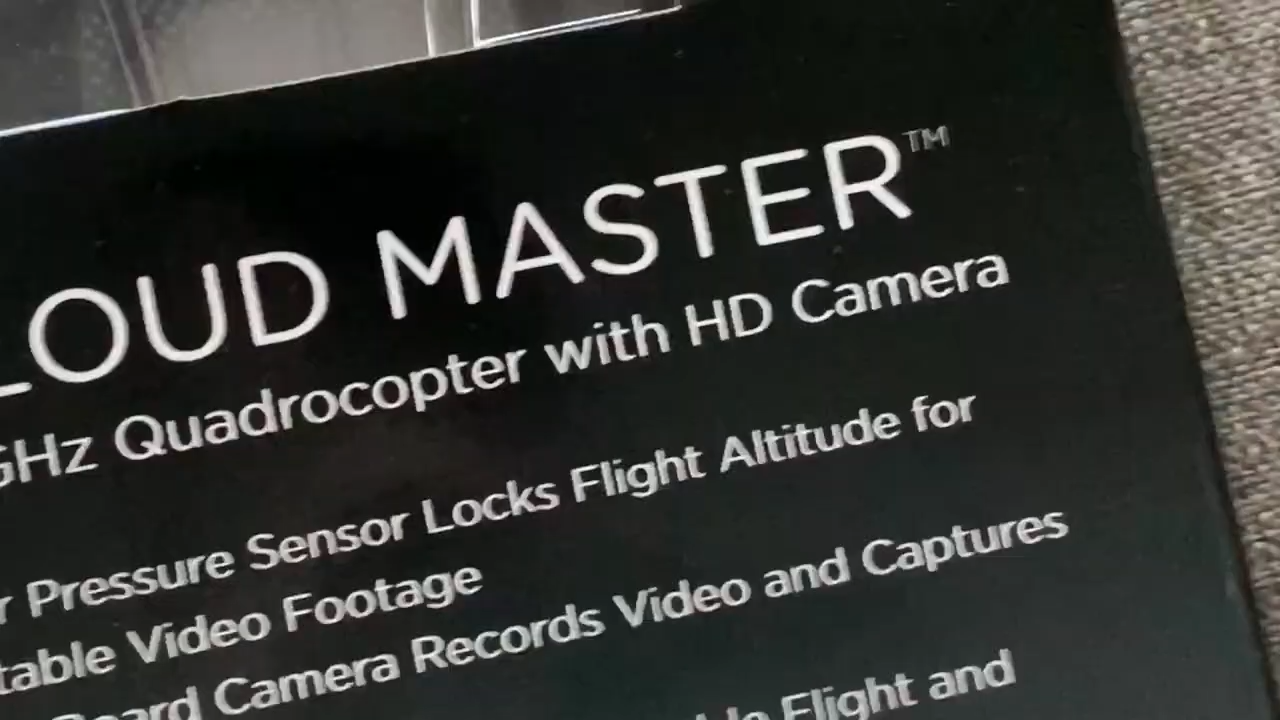 LOUD MASTER™
GHz Quadrocopter with HD Camera
r Pressure Sensor Locks Flight Altitude for
table Video Footage
Board Camera Records Video and Captures
Flight and